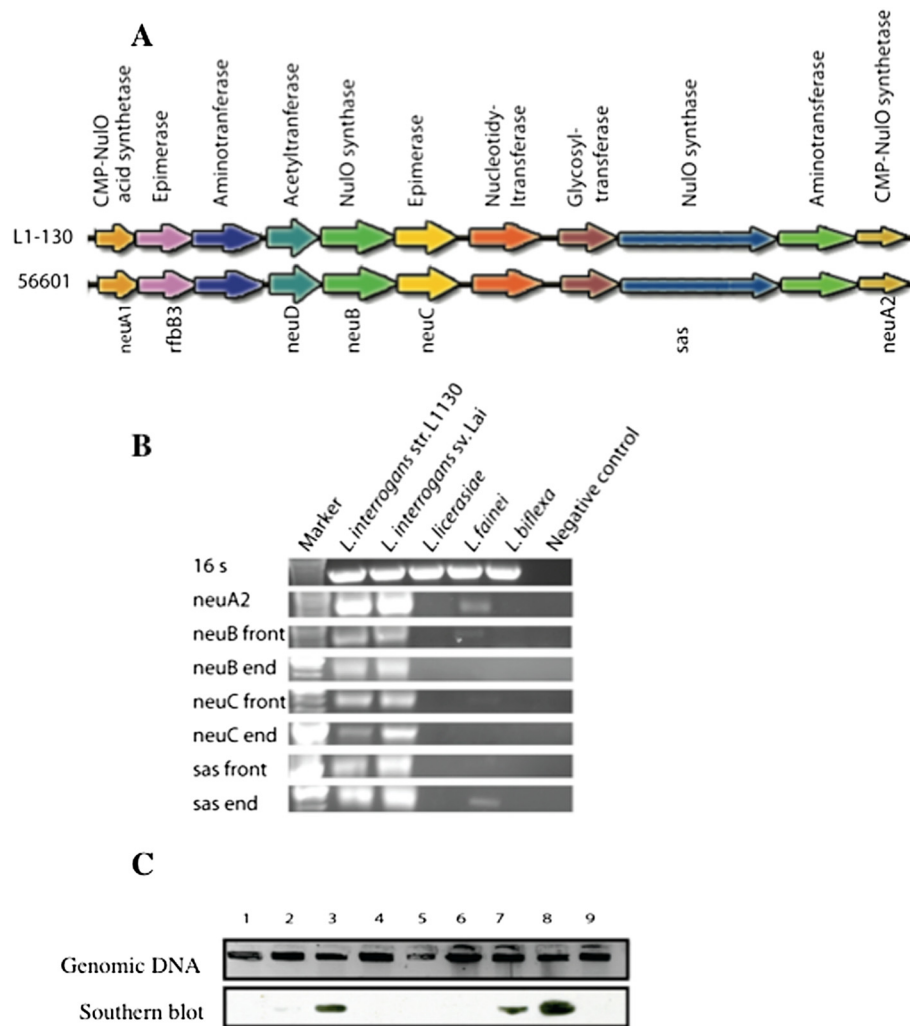 A
CMP-NulO
acid synthetase
Epimerase
Aminotranferase
Acetyltranferase
NulO synthase
Epimerase
Nucleotidy-
ltransferase
Glycosyl-
transferase
NulO synthase
Aminotransferase
CMP-NulO synthetase
L1-130
56601
neuA1
rfbB3
neuD
neuB
neuC
sas
neuA2
B
Marker
L.interrogans str. L1130
L.interrogans sv. Lai
L.licerasiae
L.fainei
L.biflexa
Negative control
16 s
neuA2
neuB front
neuB end
neuC front
neuC end
sas front
sas end
C
1 2 3 4 5 6 7 8 9
Genomic DNA
Southern blot